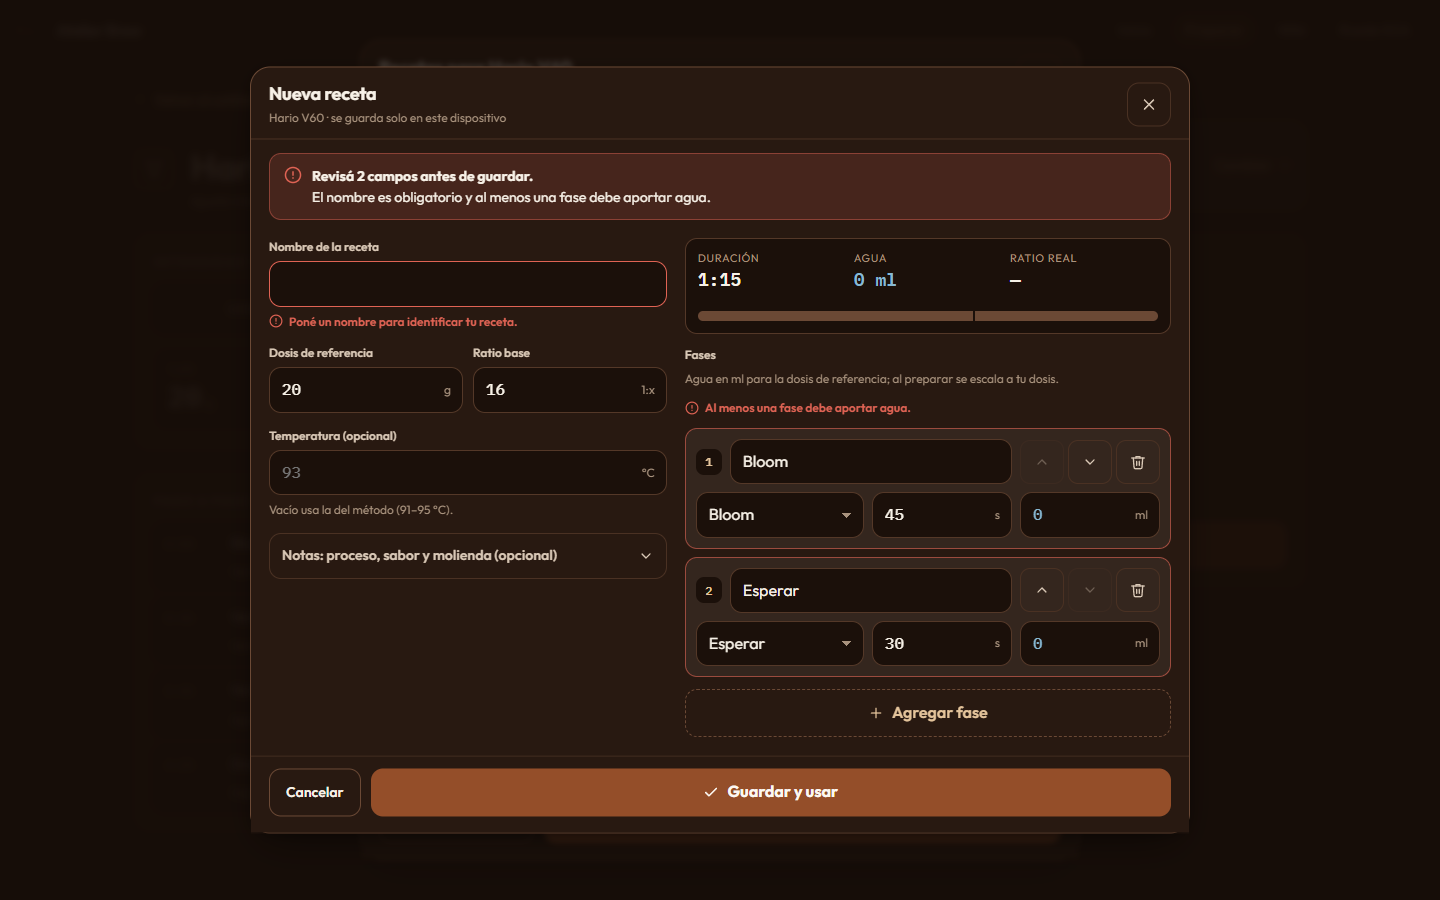 Nueva receta
Hario V60 · se guarda solo en este dispositivo
Revisá 2 campos antes de guardar.
El nombre es obligatorio y al menos una fase debe aportar agua.
Nombre de la receta
Poné un nombre para identificar tu receta.
Dosis de referencia
Ratio base
20 g
16 1:x
Temperatura (opcional)
93 °C
Vacío usa la del método (91–95 °C).
Notas: proceso, sabor y molienda (opcional)
DURACIÓN AGUA RATIO REAL
1:15 0 ml —
Fases
Agua en ml para la dosis de referencia; al preparar se escala a tu dosis.
Al menos una fase debe aportar agua.
1 Bloom
Bloom 45 s 0 ml
2 Esperar
Esperar 30 s 0 ml
Agregar fase
Cancelar
Guardar y usar